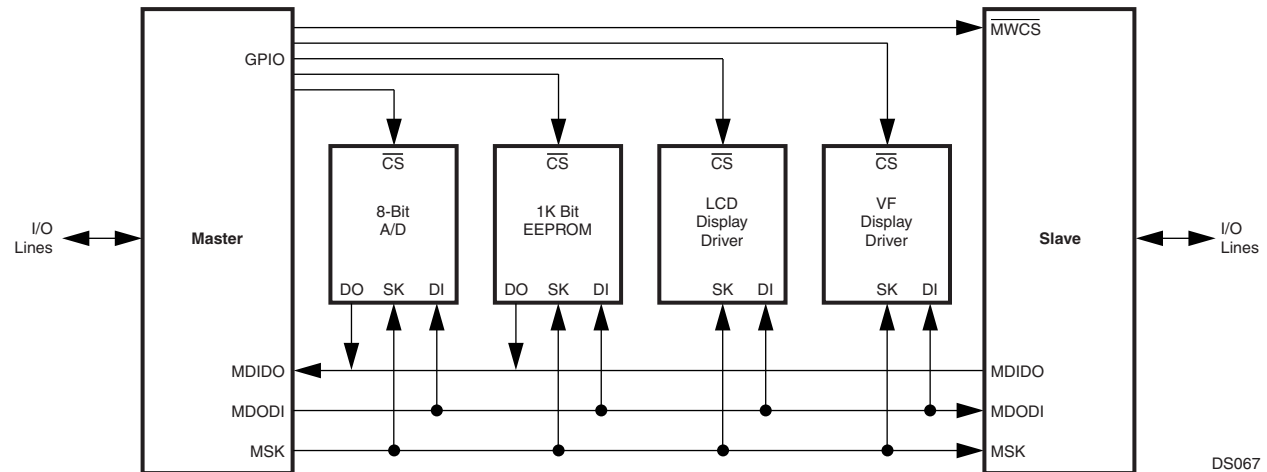 MWCS
GPIO
CS
CS
CS
CS
8-Bit
A/D
1K Bit
EEPROM
LCD
Display
Driver
VF
Display
Driver
I/O
Lines
Master
Slave
I/O
Lines
DO SK DI
DO SK DI
SK DI
SK DI
MDIDO
MDIDO
MDODI
MDODI
MSK
MSK
DS067